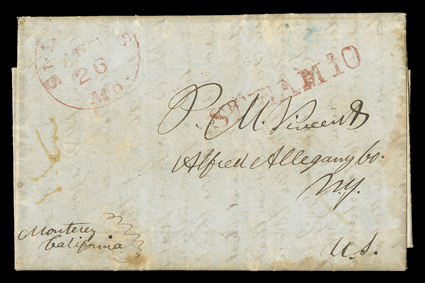 26
Mo.
STEAM 10
P. M. Vincent
Alfred Allegany Co.
N.Y.
U.S.
Monterey
California